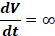 dV/dt = ∞